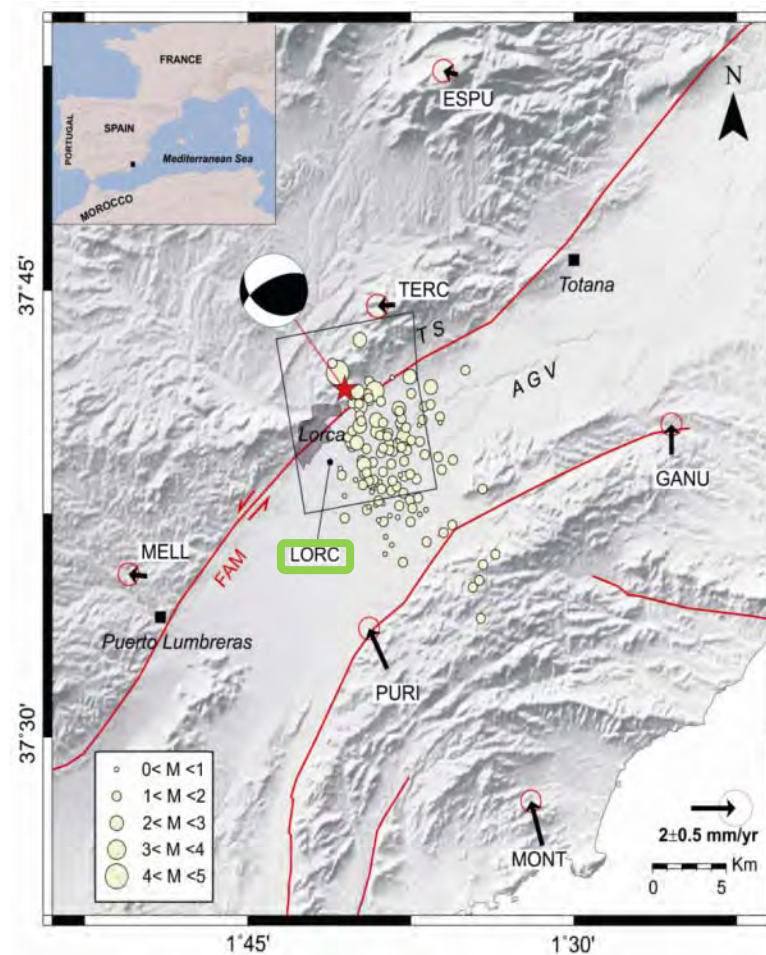 FRANCE
PORTUGAL
SPAIN
Mediterranean Sea
MOROCCO
ESPU
N
37˚45'
TERC
Totana
T S
A G V
Lorca
GANU
MELL
LORC
FAM
Puerto Lumbreras
PURI
37˚30'
0< M <1
1< M <2
2< M <3
3< M <4
4< M <5
2±0.5 mm/yr
MONT
Km
0 5
1˚45'
1˚30'